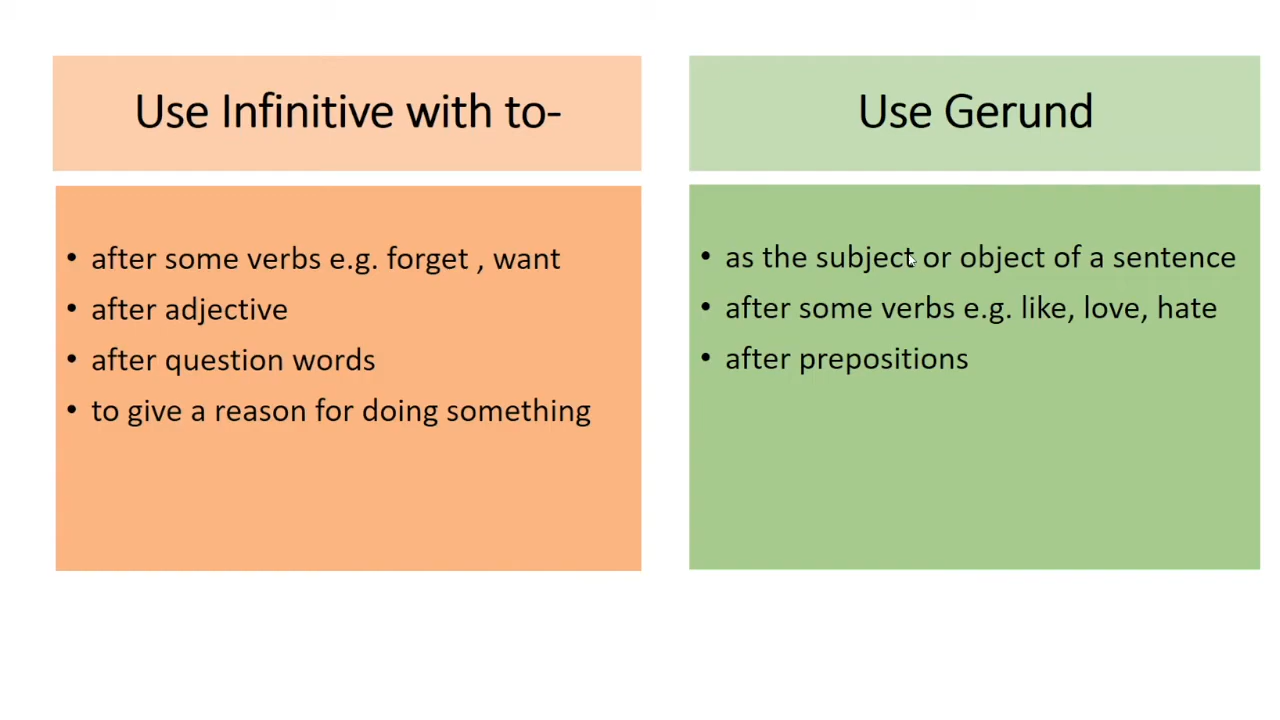 Use Infinitive with to-
• after some verbs e.g. forget , want
• after adjective
• after question words
• to give a reason for doing something
Use Gerund
• as the subject or object of a sentence
• after some verbs e.g. like, love, hate
• after prepositions